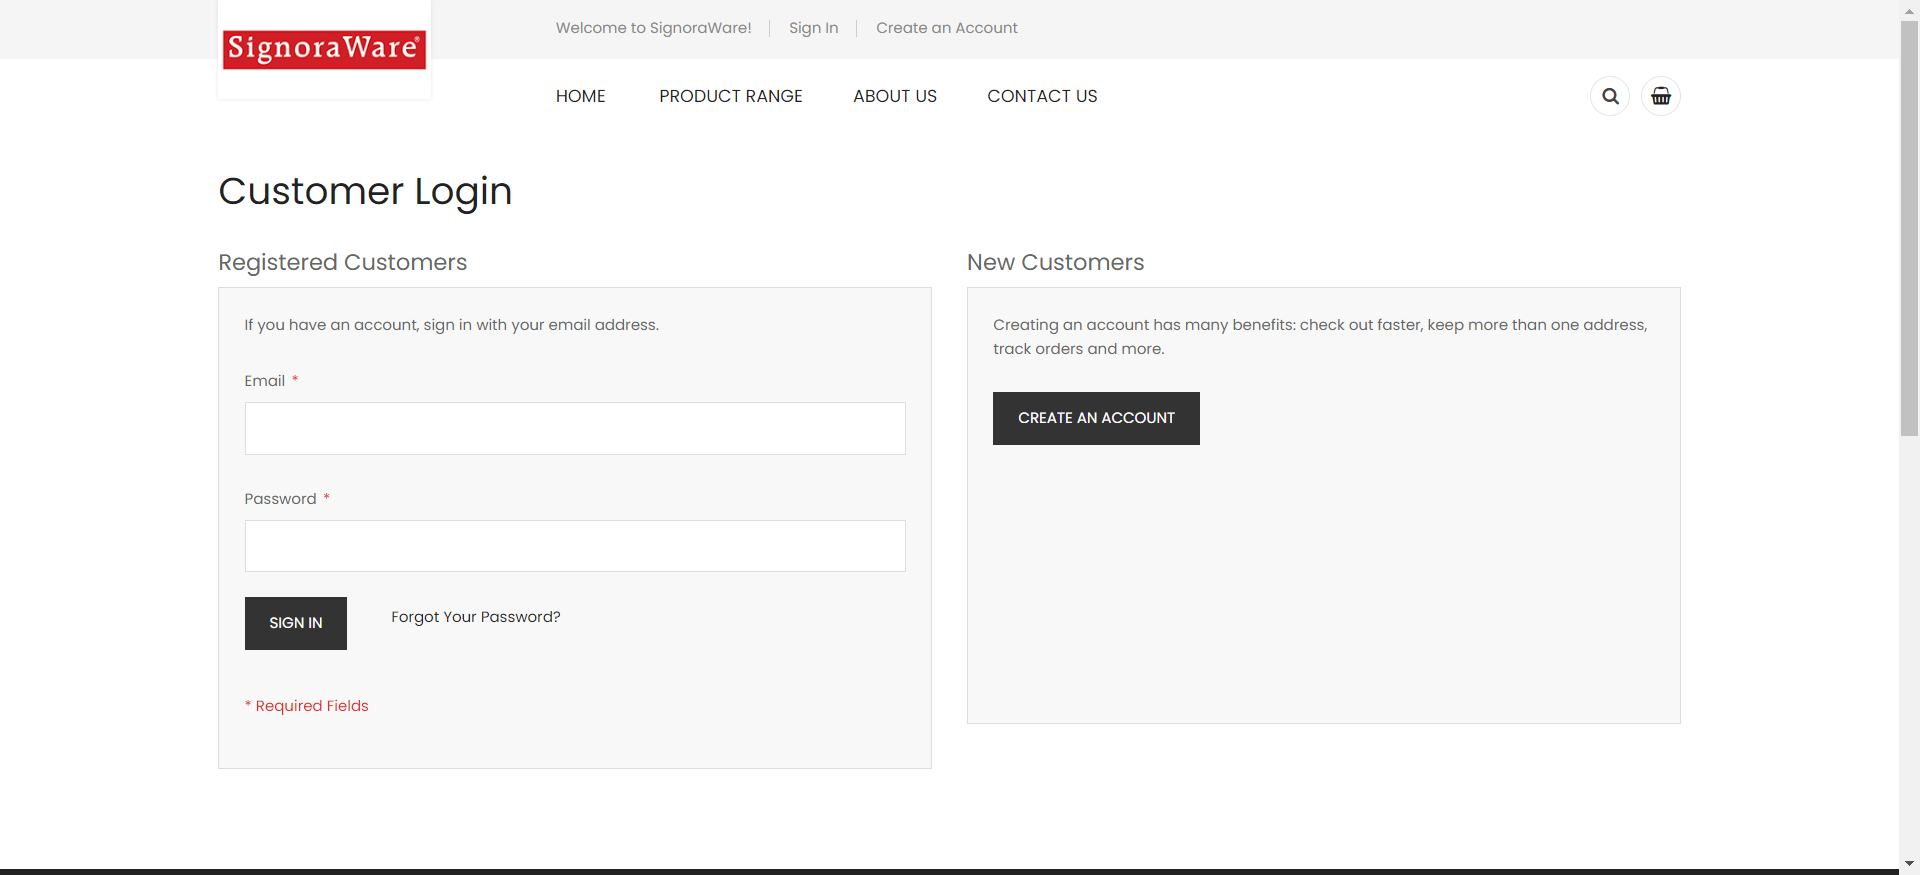 SignoraWare®
Welcome to SignoraWare!
Sign In
Create an Account
HOME
PRODUCT RANGE
ABOUT US
CONTACT US
Customer Login
Registered Customers
If you have an account, sign in with your email address.
Email *
Password *
SIGN IN
Forgot Your Password?
* Required Fields
New Customers
Creating an account has many benefits: check out faster, keep more than one address,
track orders and more.
CREATE AN ACCOUNT